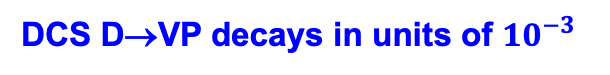 DCS D→VP decays in units of 10⁻³